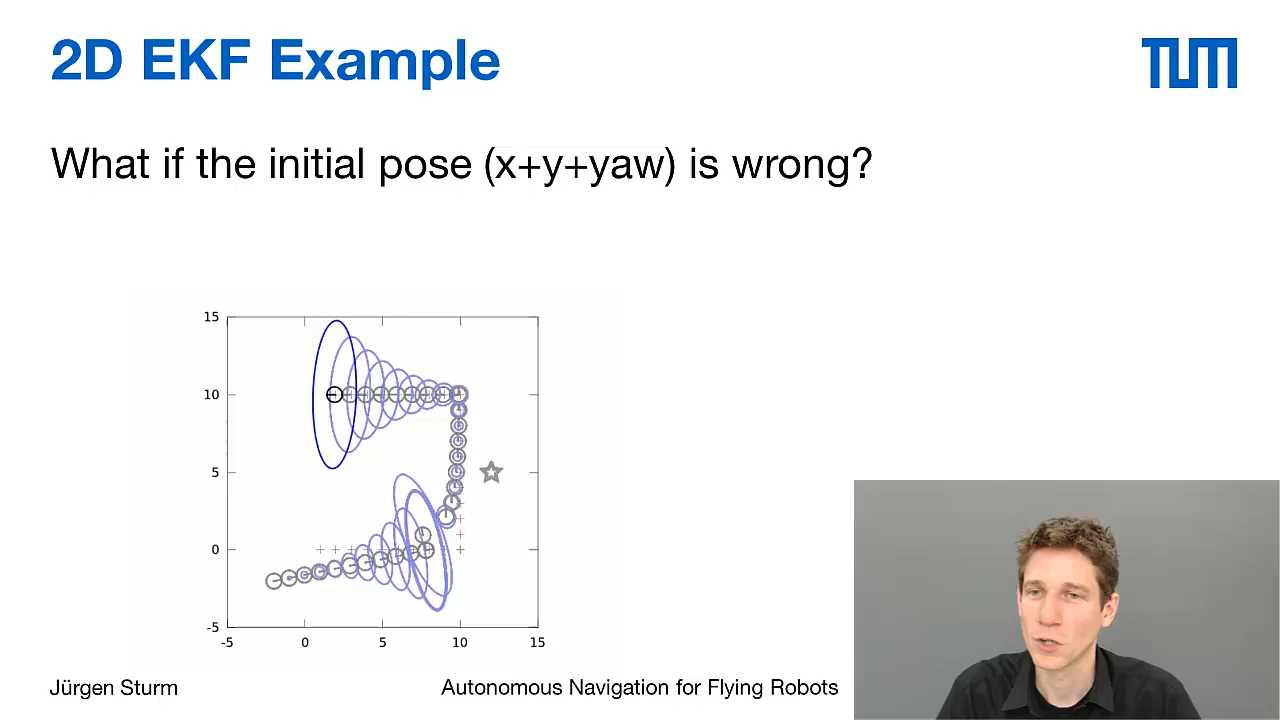 2D EKF Example
TUM
What if the initial pose (x+y+yaw) is wrong?
15
10
5
0
-5
-5 0 5 10 15
Jürgen Sturm
Autonomous Navigation for Flying Robots